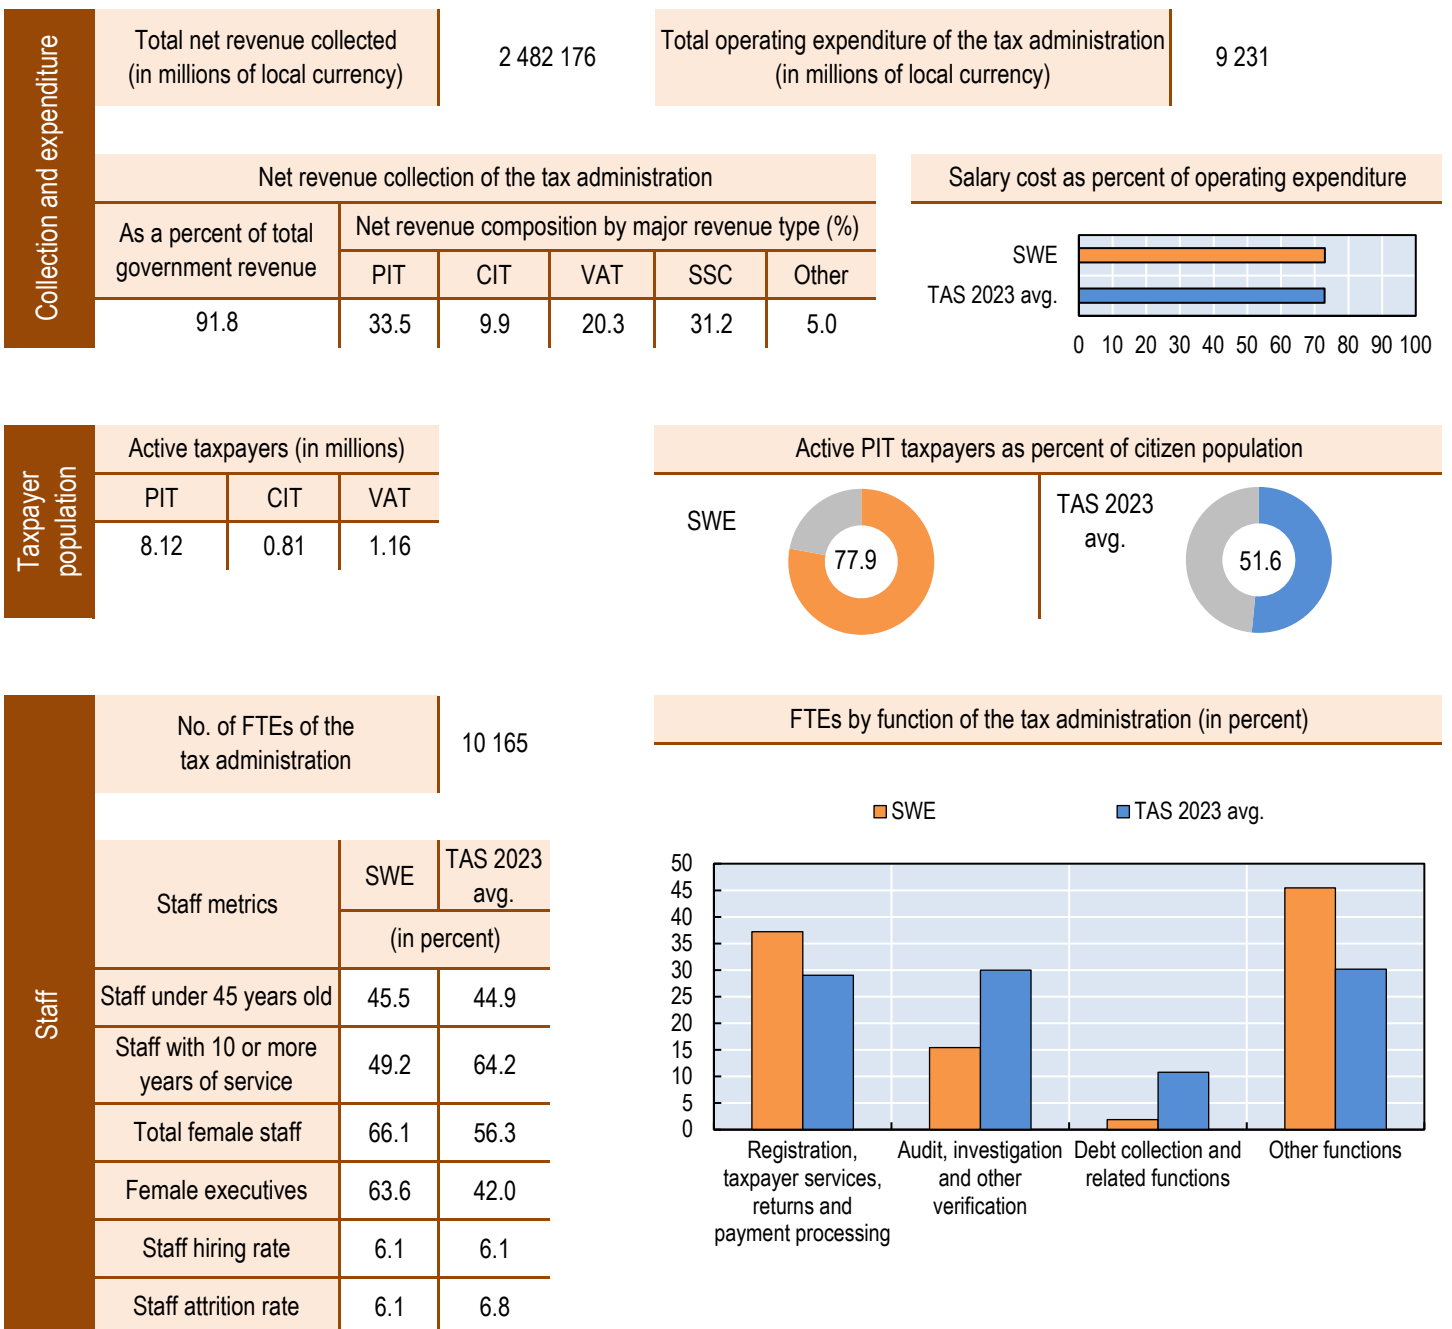 Collection and expenditure
Total net revenue collected
(in millions of local currency)
2 482 176
Total operating expenditure of the tax administration
(in millions of local currency)
9 231
Net revenue collection of the tax administration
As a percent of total
government revenue
Net revenue composition by major revenue type (%)
PIT CIT VAT SSC Other
91.8 33.5 9.9 20.3 31.2 5.0
Salary cost as percent of operating expenditure
SWE
TAS 2023 avg.
0 10 20 30 40 50 60 70 80 90 100
Taxpayer
population
Active taxpayers (in millions)
PIT CIT VAT
8.12 0.81 1.16
Active PIT taxpayers as percent of citizen population
SWE
77.9
TAS 2023
avg.
51.6
Staff
No. of FTEs of the
tax administration
10 165
Staff metrics
SWE
TAS 2023
avg.
(in percent)
Staff under 45 years old 45.5 44.9
Staff with 10 or more
years of service
49.2 64.2
Total female staff 66.1 56.3
Female executives 63.6 42.0
Staff hiring rate 6.1 6.1
Staff attrition rate 6.1 6.8
FTEs by function of the tax administration (in percent)
SWE TAS 2023 avg.
50
45
40
35
30
25
20
15
10
5
0
Registration,
taxpayer services,
returns and
payment processing
Audit, investigation
and other
verification
Debt collection and
related functions
Other functions